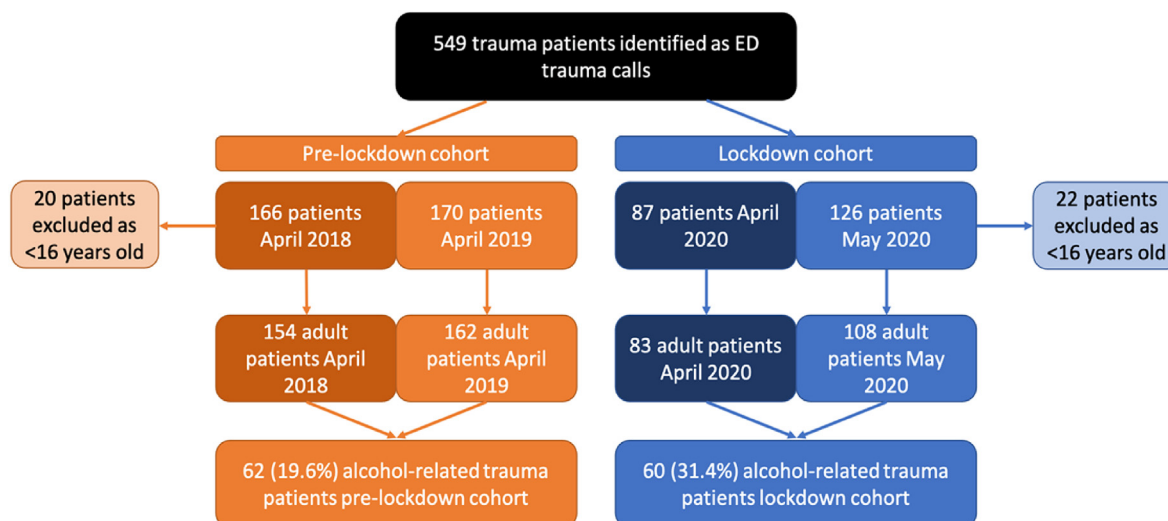 549 trauma patients identified as ED
trauma calls
Pre-lockdown cohort
Lockdown cohort
20 patients
excluded as
<16 years old
166 patients
April 2018
170 patients
April 2019
87 patients April
2020
126 patients
May 2020
22 patients
excluded as
<16 years old
154 adult
patients April
2018
162 adult
patients April
2019
83 adult patients
April 2020
108 adult
patients May
2020
62 (19.6%) alcohol-related trauma
patients pre-lockdown cohort
60 (31.4%) alcohol-related trauma
patients lockdown cohort